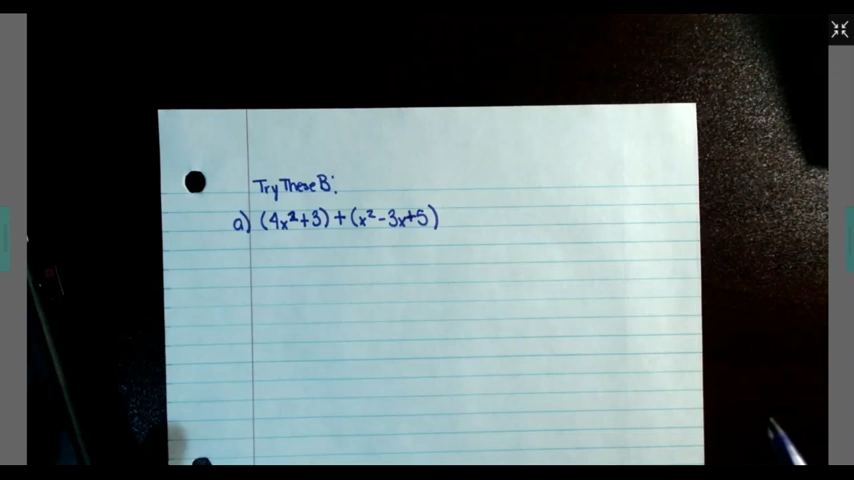 Try These B:
a) (4x²+3) + (x²-3x+5)